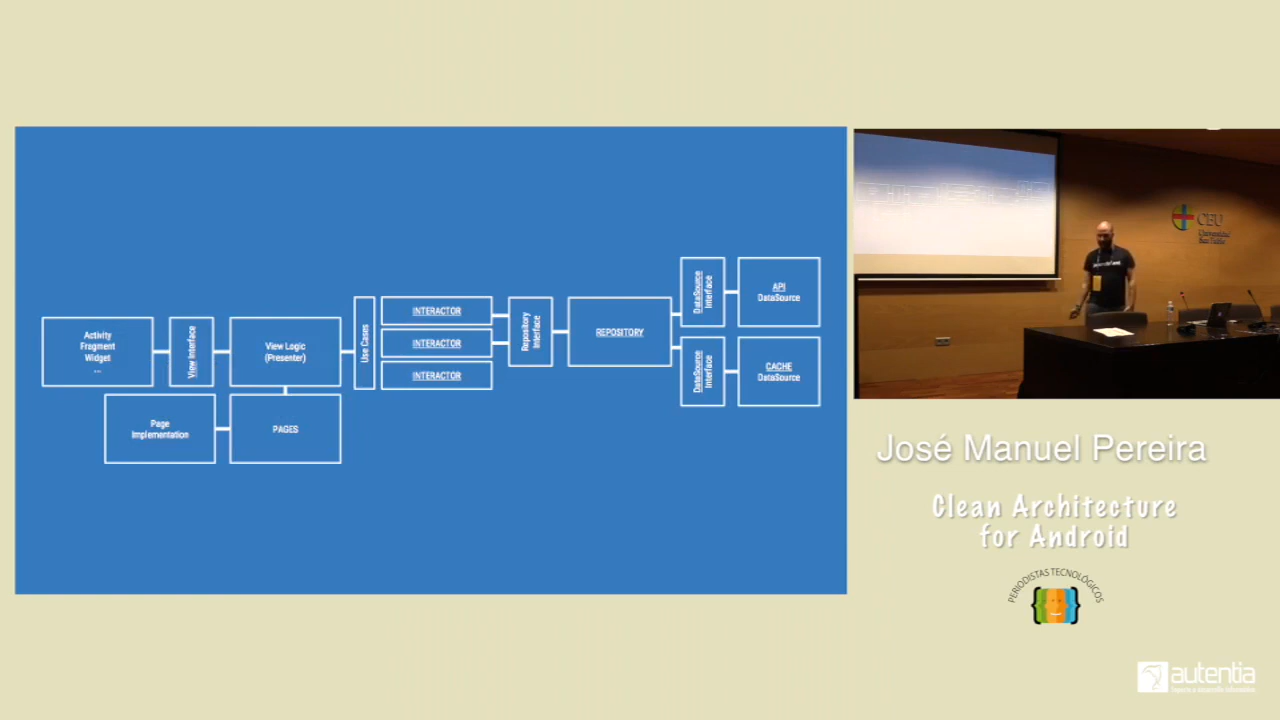 Activity
Fragment
Widget
...
View Interface
View Logic
(Presenter)
Page
Implementation
PAGES
Use Cases
INTERACTOR
INTERACTOR
INTERACTOR
Repository
Interface
REPOSITORY
DataSource
Interface
API
DataSource
DataSource
Interface
CACHE
DataSource
CEU
José Manuel Pereira
Clean Architecture
for Android
PERIODISTAS TECNOLÓGICOS
autentia